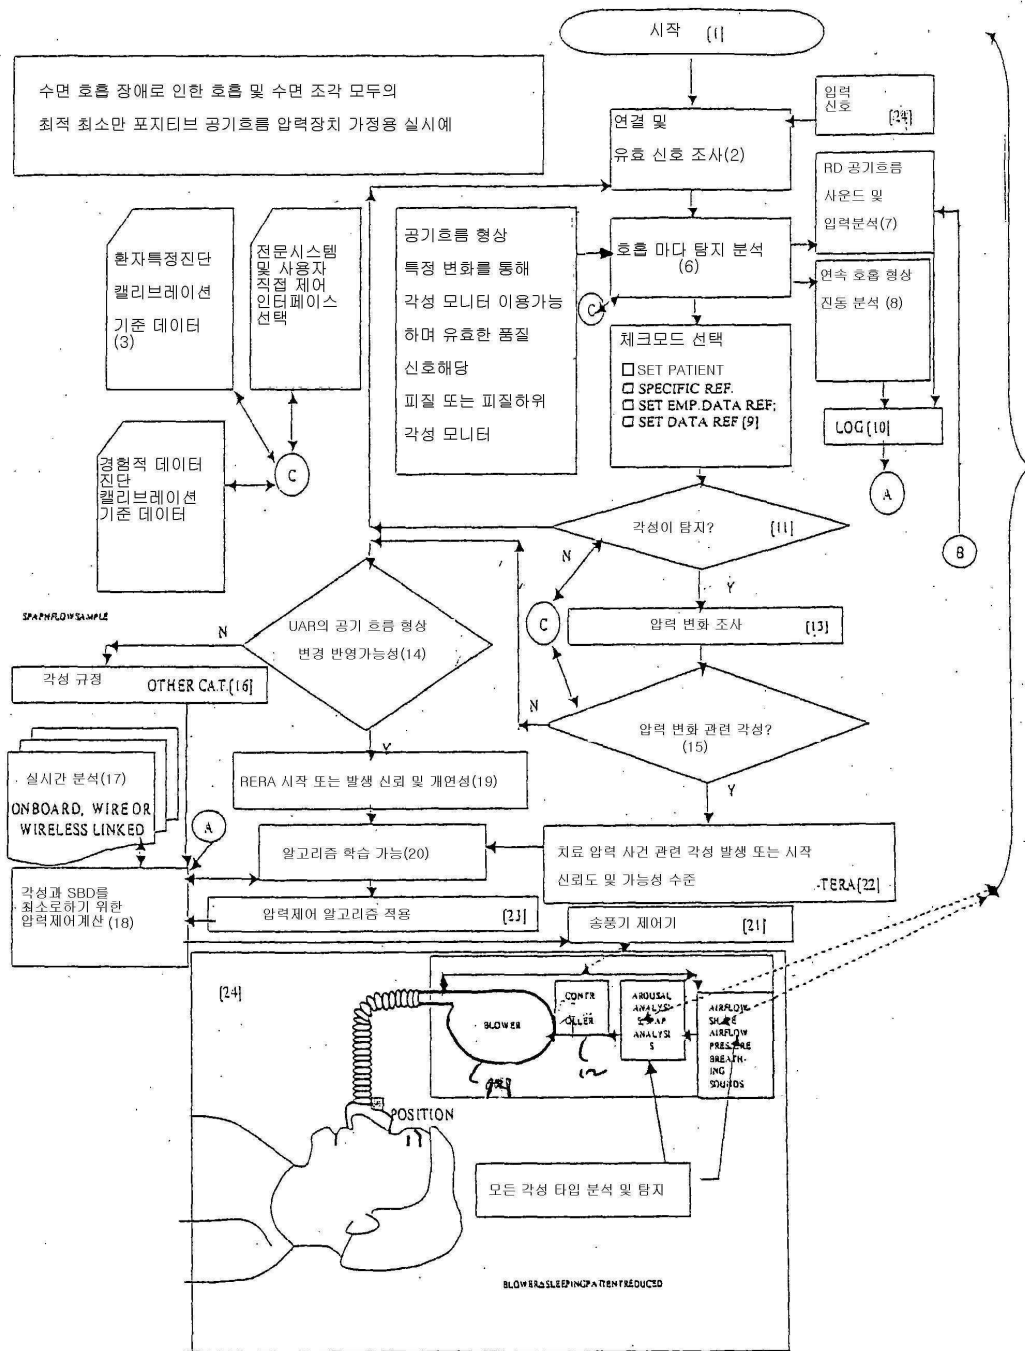 시작 [1]
수면 호흡 장애로 인한 호흡 및 수면 조각 모두의
최적 최소만 포지티브 공기흐름 압력장치 가정용 실시예
입력
신호 [24]
연결 및
유효 신호 조사(2)
RD 공기흐름
사운드 및
입력분석(7)
환자특정진단
캘리브레이션
기준 데이터
(3)
전문시스템
및 사용자
직접 제어
인터페이스
선택
공기흐름 형상
특정 변화를 통해
각성 모니터 이용가능
하며 유효한 품질
신호해당
피질 또는 피질하위
각성 모니터
호흡 마다 탐지 분석
(6)
C
연속 호흡 형상
진동 분석 (8)
체크모드 선택
SET PATIENT
SPECIFIC REF.
SET EMP. DATA REF;
SET DATA REF [9]
LOG [10]
A
B
경험적 데이터
진단
캘리브레이션
기준 데이터
C
각성이 탐지? [11]
N
Y
C
압력 변화 조사 [13]
SPAPHFLOWSAMPLE
UAR의 공기 흐름 형상
변경 반영가능성(14)
N
Y
각성 규정 OTHER CAT.[16]
압력 변화 관련 각성?
(15)
N
Y
실시간 분석(17)
ONBOARD, WIRE OR
WIRELESS LINKED
A
RERA 시작 또는 발생 신뢰 및 개연성(19)
알고리즘 학습 가능(20)
치료 압력 사건 관련 각성 발생 또는 시작
신뢰도 및 가능성 수준
TERA[22]
각성과 SBD를
최소로하기 위한
압력제어계산 (18)
압력제어 알고리즘 적용 [23]
송풍기 제어기 [21]
[24]
BLOWER
CONTR
OLLER
12
AROUSAL
ANALYSI
ANALYSI
S
AIRFLOW
SHAPE
AIRFLOW
PRESSURE
BREATH-
ING
SOUNDS
POSITION
모든 각성 타입 분석 및 탐지
BLOWER&SLEEPINGPATIENTREDUCED